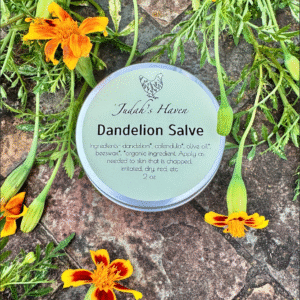 Judah's Haven
Dandelion Salve
Ingredients: dandelion*, calendula*, olive oil*,
beeswax*. *organic ingredient. Apply as
needed to skin that is chapped,
irritated, dry, red, etc.
2 oz